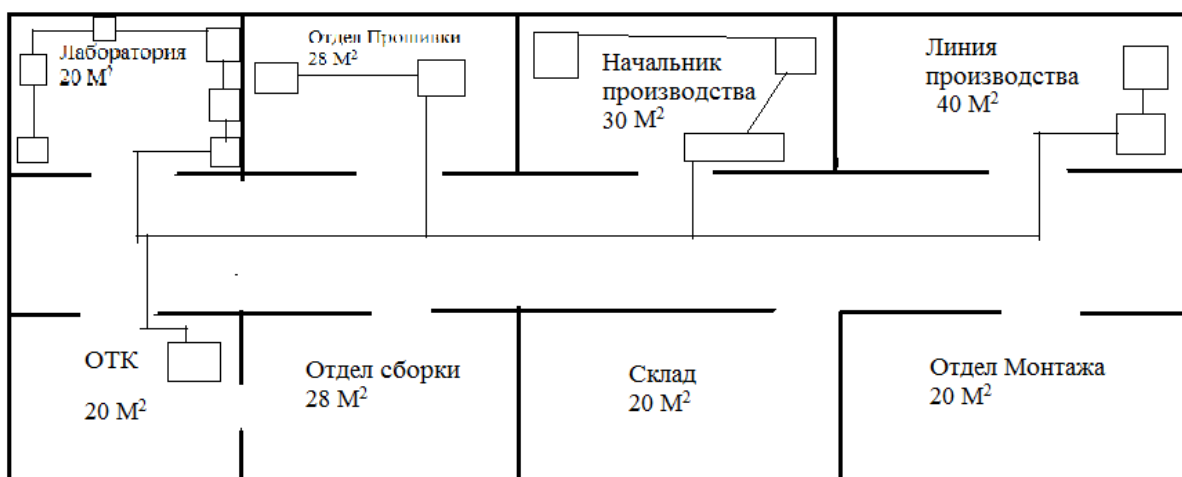 Лаборатория
20 М²
Отдел Прошивки
28 М²
Начальник
производства
30 М²
Линия
производства
40 М²
ОТК
20 М²
Отдел сборки
28 М²
Склад
20 М²
Отдел Монтажа
20 М²